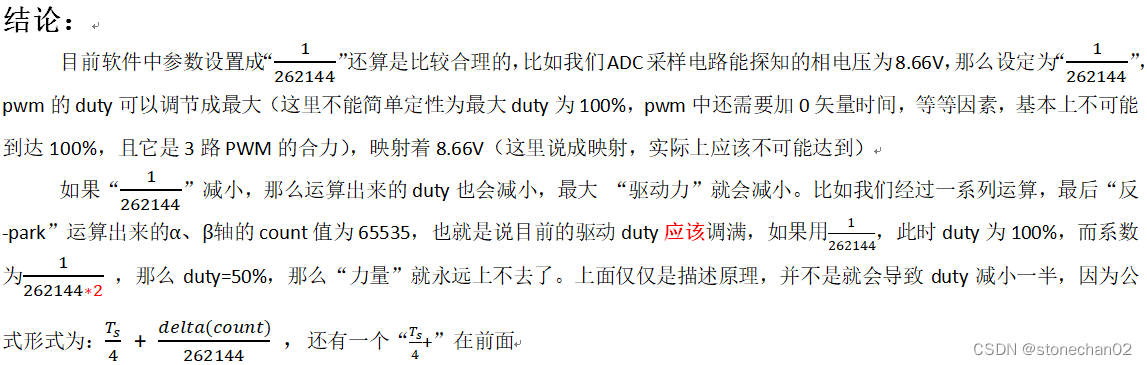 结论：
目前软件中参数设置成“1/262144”还算是比较合理的，比如我们ADC采样电路能探知的相电压为8.66V，那么设定为“1/262144”，
pwm 的 duty 可以调节成最大（这里不能简单定性为最大 duty 为 100%，pwm 中还需要加 0 矢量时间，等等因素，基本上不可能
到达 100%，且它是 3 路 PWM 的合力），映射着 8.66V（这里说成映射，实际上应该不可能达到）
如果“1/262144”减小，那么运算出来的 duty 也会减小，最大 “驱动力”就会减小。比如我们经过一系列运算，最后“反
-park”运算出来的α、β轴的 count 值为 65535，也就是说目前的驱动 duty 应该调满，如果用1/262144，此时 duty 为 100%，而系数
为1/262144*2 ，那么 duty=50%，那么“力量”就永远上不去了。上面仅仅是描述原理，并不是就会导致 duty 减小一半，因为公
式形式为：Ts/4 + delta(count)/262144 ，还有一个“Ts/4+”在前面
CSDN @stonechan02